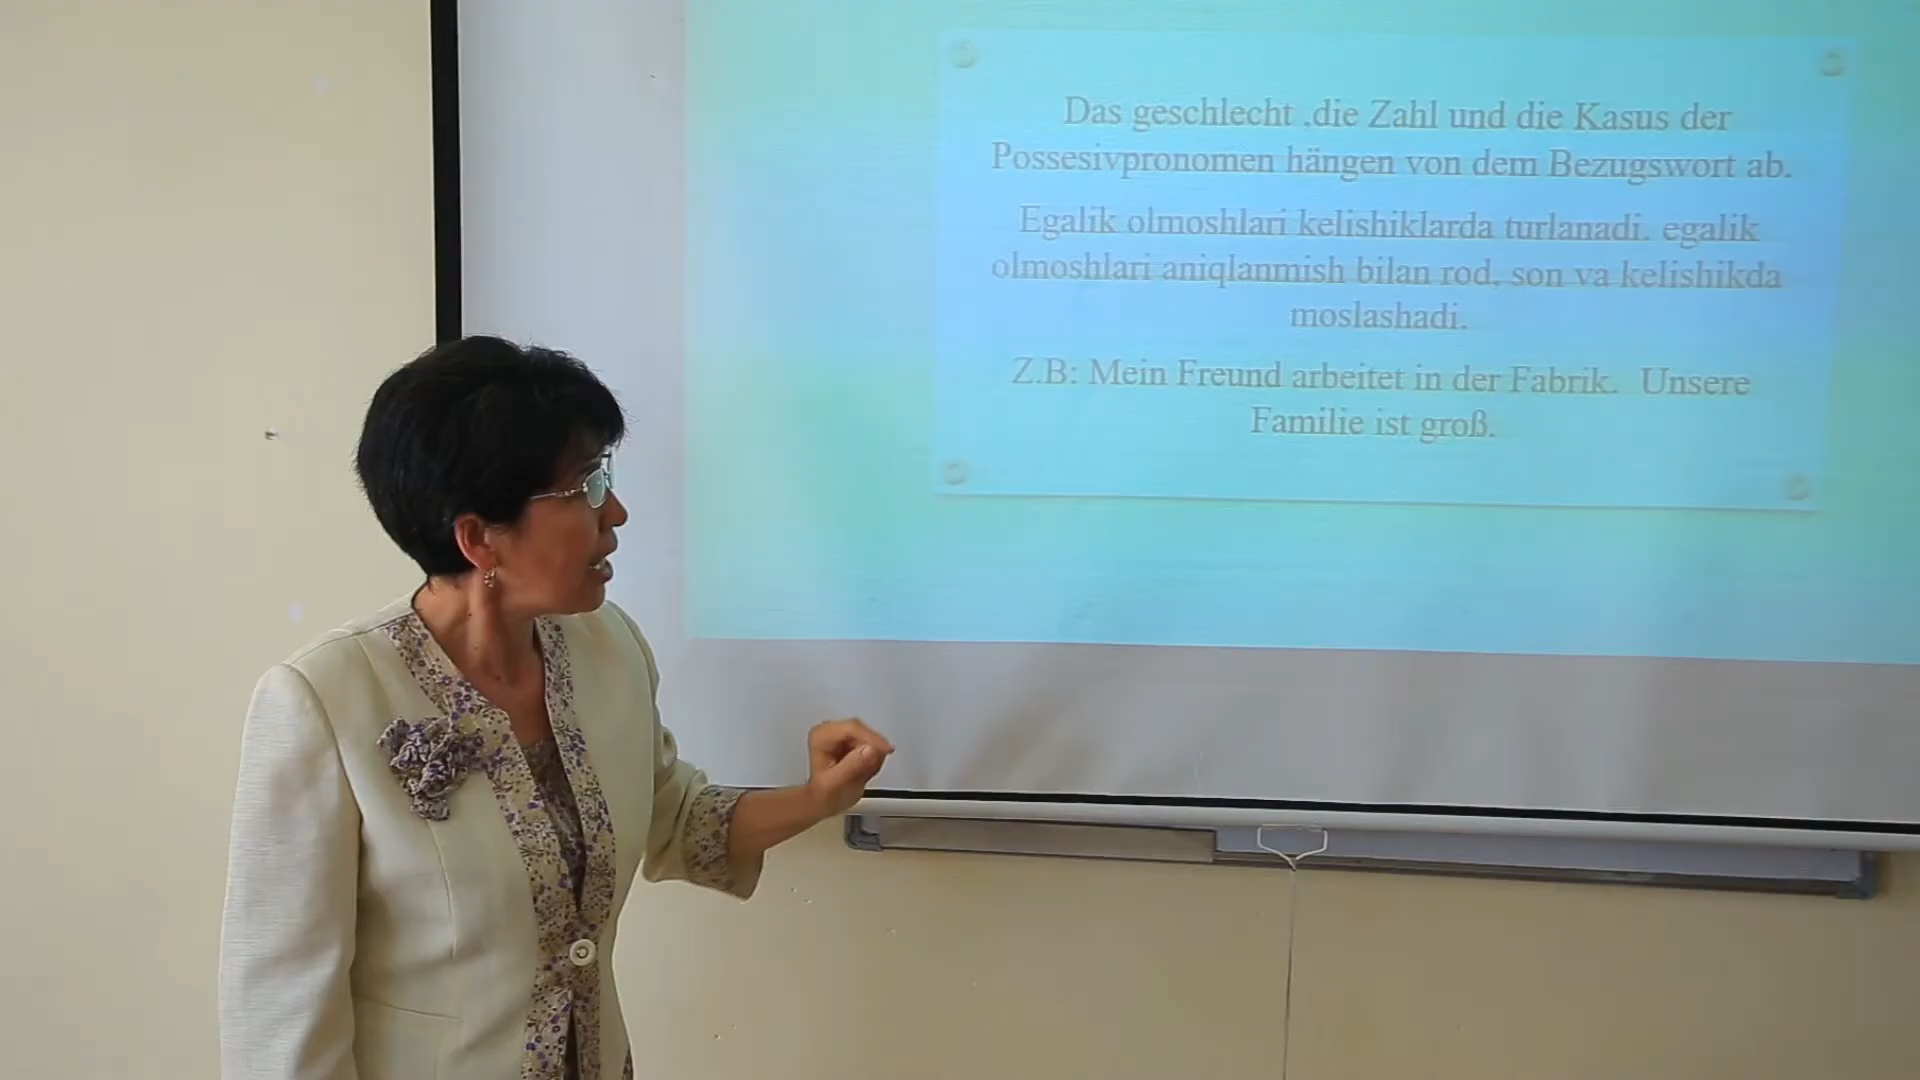 Das geschlecht ,die Zahl und die Kasus der
Possesivpronomen hängen von dem Bezugswort ab.
Egalik olmoshlari kelishiklarda turlanadi. egalik
olmoshlari aniqlanmish bilan rod, son va kelishikda
moslashadi.
Z.B: Mein Freund arbeitet in der Fabrik. Unsere
Familie ist groß.